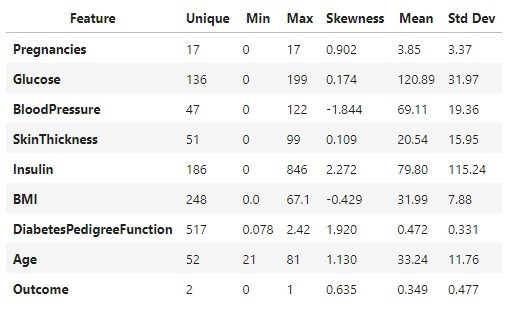 Feature Unique Min Max Skewness Mean Std Dev
Pregnancies 17 0 17 0.902 3.85 3.37
Glucose 136 0 199 0.174 120.89 31.97
BloodPressure 47 0 122 -1.844 69.11 19.36
SkinThickness 51 0 99 0.109 20.54 15.95
Insulin 186 0 846 2.272 79.80 115.24
BMI 248 0.0 67.1 -0.429 31.99 7.88
DiabetesPedigreeFunction 517 0.078 2.42 1.920 0.472 0.331
Age 52 21 81 1.130 33.24 11.76
Outcome 2 0 1 0.635 0.349 0.477